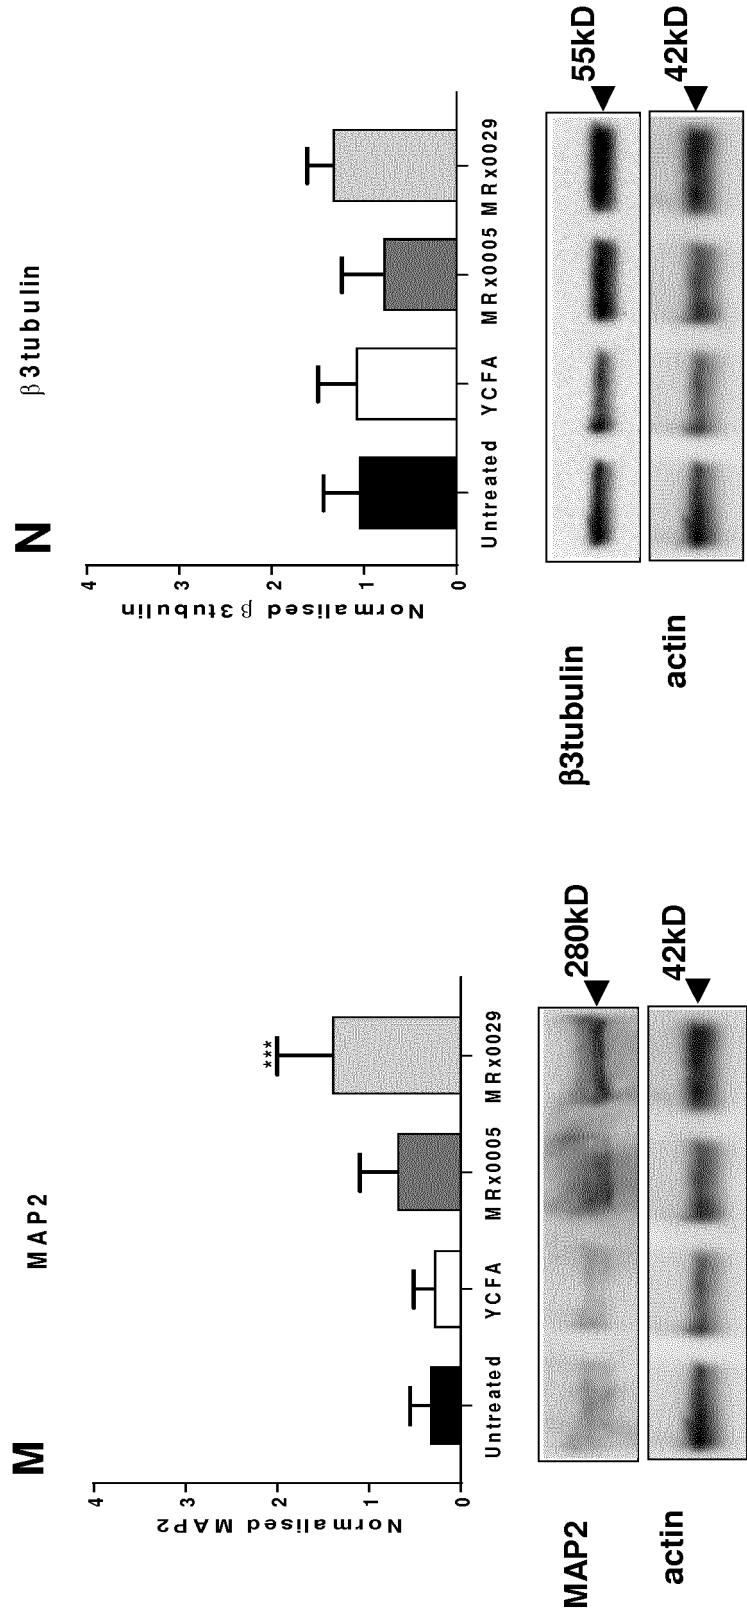 M
MAP2
Normalised MAP2
4
3
2
1
0
***
Untreated
YCFA
MRx0005
MRx0029
MAP2
280kD
actin
42kD
N
β3tubulin
Normalised β3tubulin
4
3
2
1
0
Untreated
YCFA
MRx0005
MRx0029
β3tubulin
55kD
actin
42kD